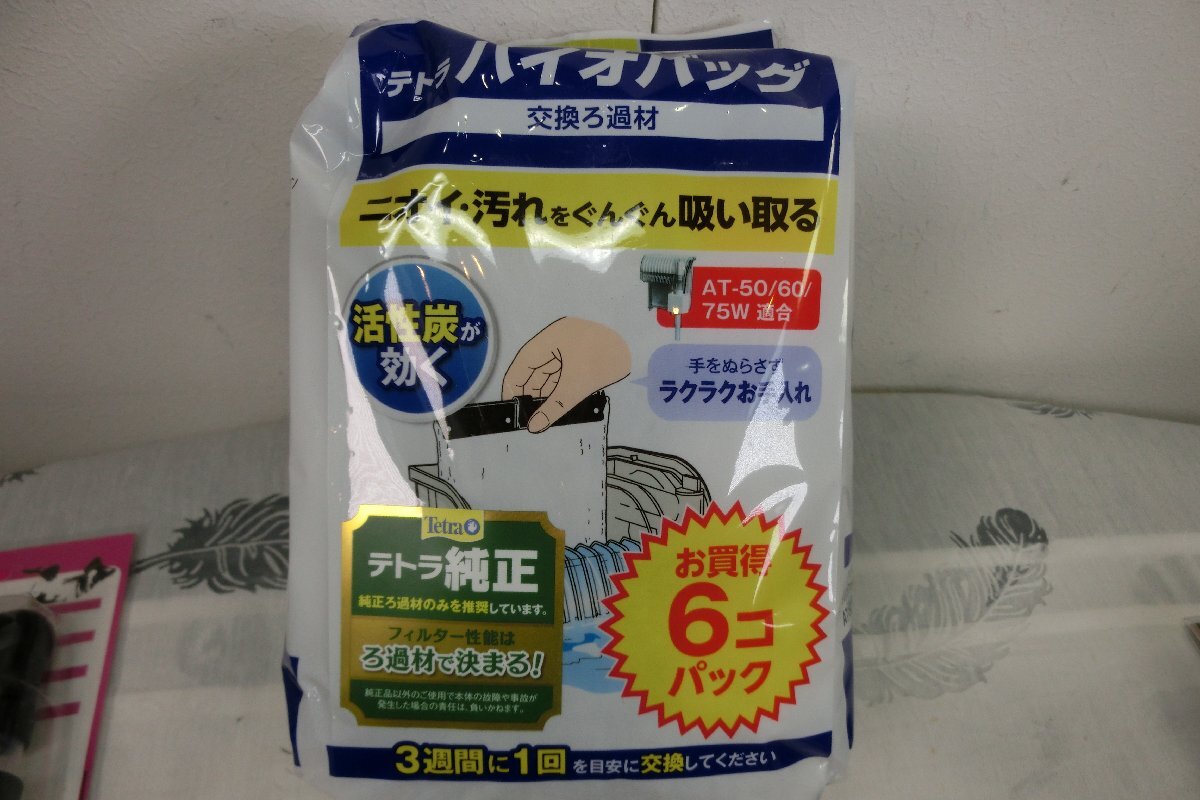 テトラ バイオバッグ
交換ろ過材
ニオイ・汚れをぐんぐん吸い取る
活性炭が
効く
AT-50/60/
75W 適合
手をぬらさず
ラクラクお手入れ
Tetra
テトラ純正
純正ろ過材のみを推奨しています。
フィルター性能は
ろ過材で決まる!
純正品以外のご使用で本体の故障や事故が
発生した場合の責任は、負いかねます。
お買得
6コ
パック
3週間に1回を目安に交換してください